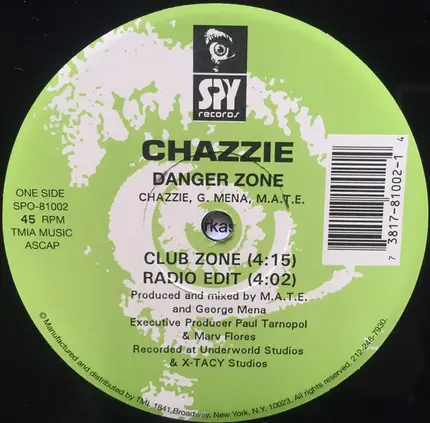 SPY
records
CHAZZIE
DANGER ZONE
CHAZZIE, G. MENA, M.A.T.E.
ONE SIDE
SPO-81002
45 RPM
TMIA MUSIC
ASCAP
7 3817-81002-1 4
rkas
CLUB ZONE (4:15)
RADIO EDIT (4:02)
Produced and mixed by M.A.T.E.
and George Mena
Executive Producer Paul Tarnopol
& Marv Flores
Recorded at Underworld Studios
& X-TACY Studios
© Manufactured and distributed by TML 1841 Broadway, New York, N.Y. 10023. All rights reserved. 212-246-7930.